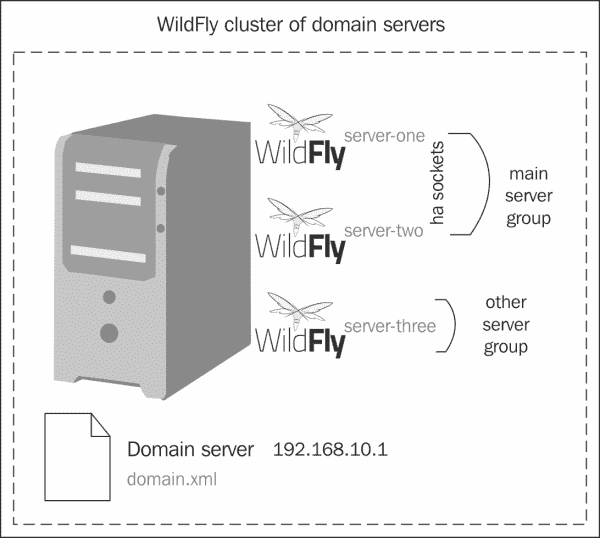 WildFly cluster of domain servers
WildFly server-one
WildFly server-two
WildFly server-three
ha sockets
main
server
group
other
server
group
Domain server 192.168.10.1
domain.xml